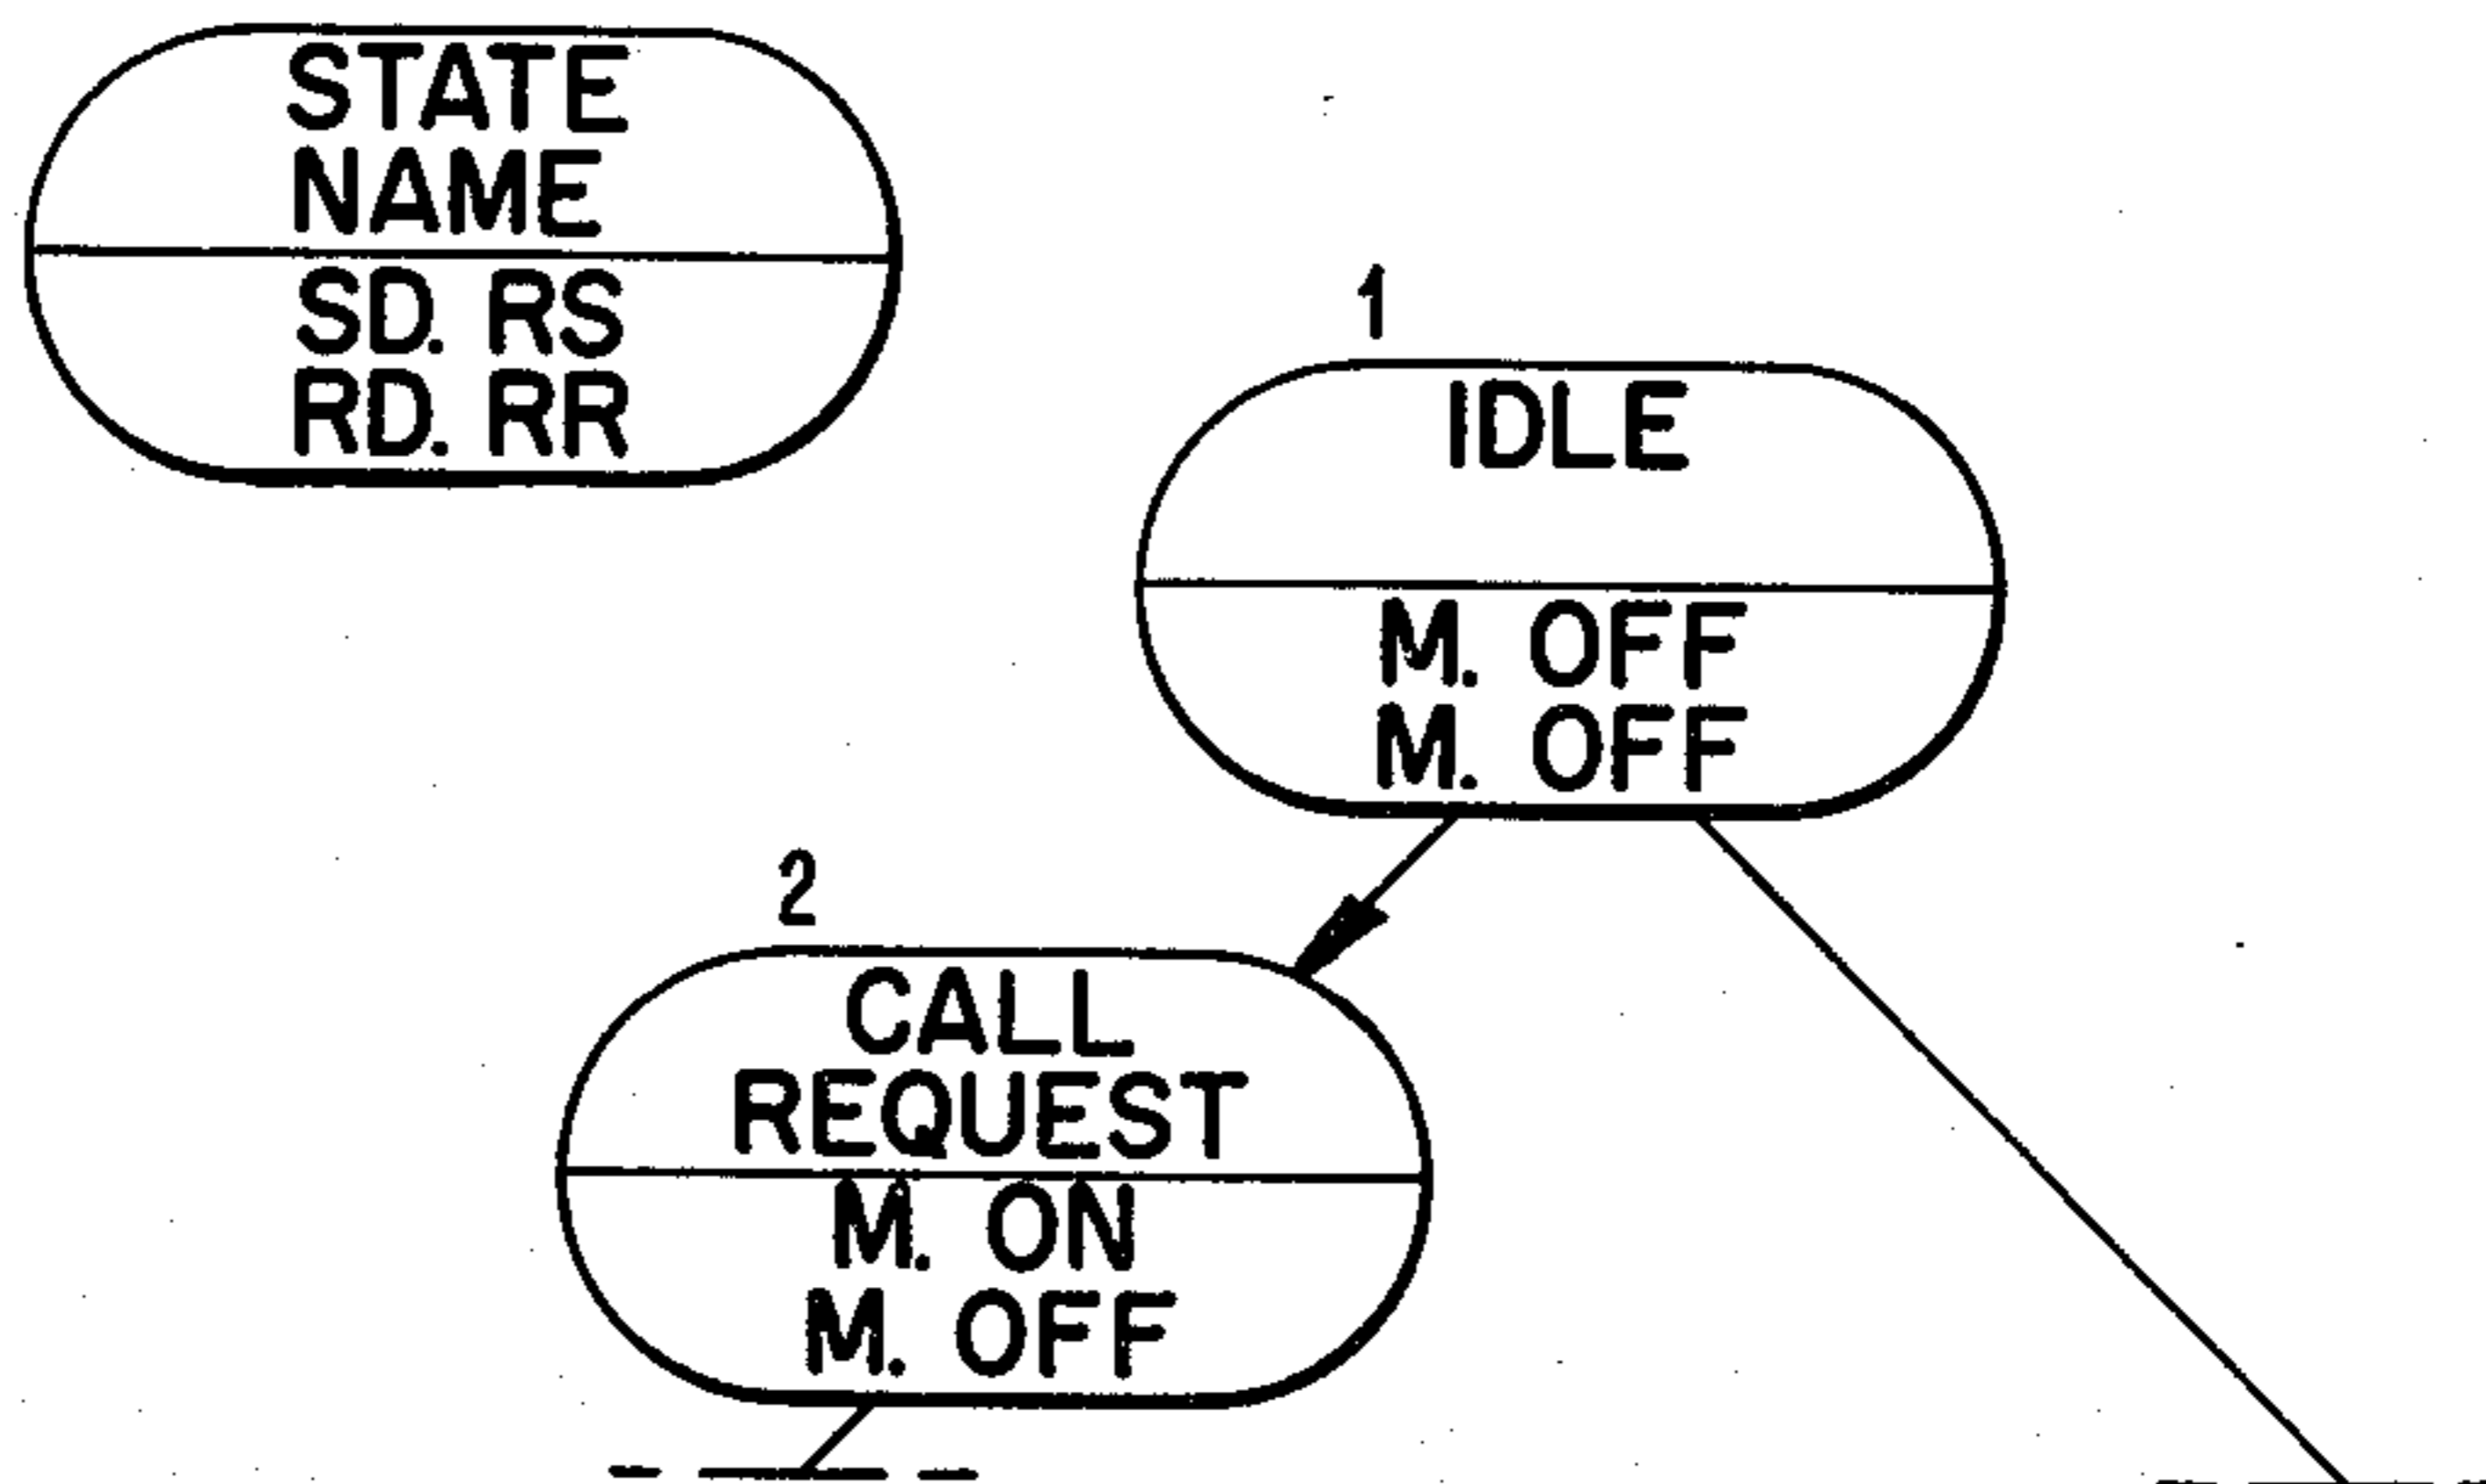 STATE
NAME
SD. RS
RD. RR
1
IDLE
M. OFF
M. OFF
2
CALL
REQUEST
M. ON
M. OFF